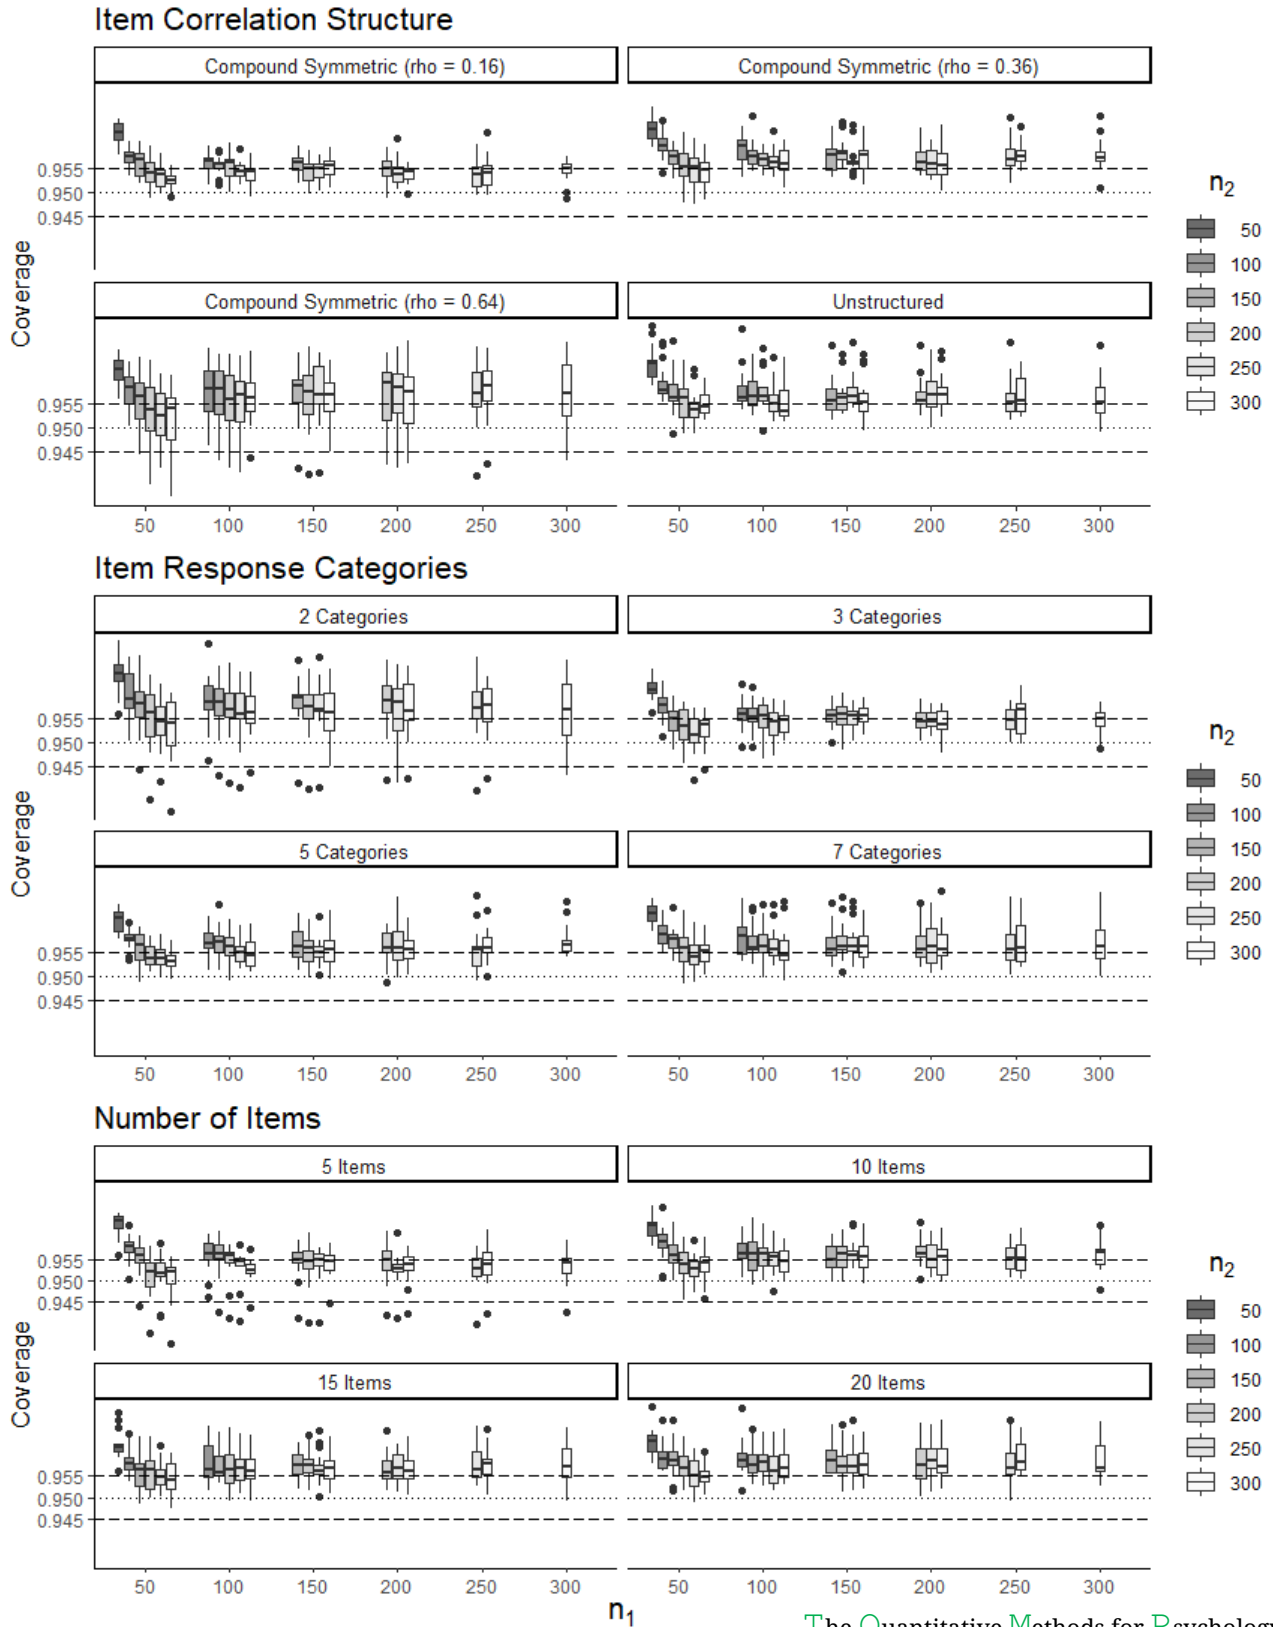 Item Correlation Structure
Compound Symmetric (rho = 0.16)
Compound Symmetric (rho = 0.36)
0.955
0.950
0.945
Compound Symmetric (rho = 0.64)
Unstructured
0.955
0.950
0.945
Coverage
50 100 150 200 250 300
50 100 150 200 250 300
n2
50
100
150
200
250
300
Item Response Categories
2 Categories
3 Categories
0.955
0.950
0.945
5 Categories
7 Categories
0.955
0.950
0.945
Coverage
50 100 150 200 250 300
50 100 150 200 250 300
n2
50
100
150
200
250
300
Number of Items
5 Items
10 Items
0.955
0.950
0.945
15 Items
20 Items
0.955
0.950
0.945
Coverage
50 100 150 200 250 300
50 100 150 200 250 300
n2
50
100
150
200
250
300
n1
The Quantitative Methods for Psychology